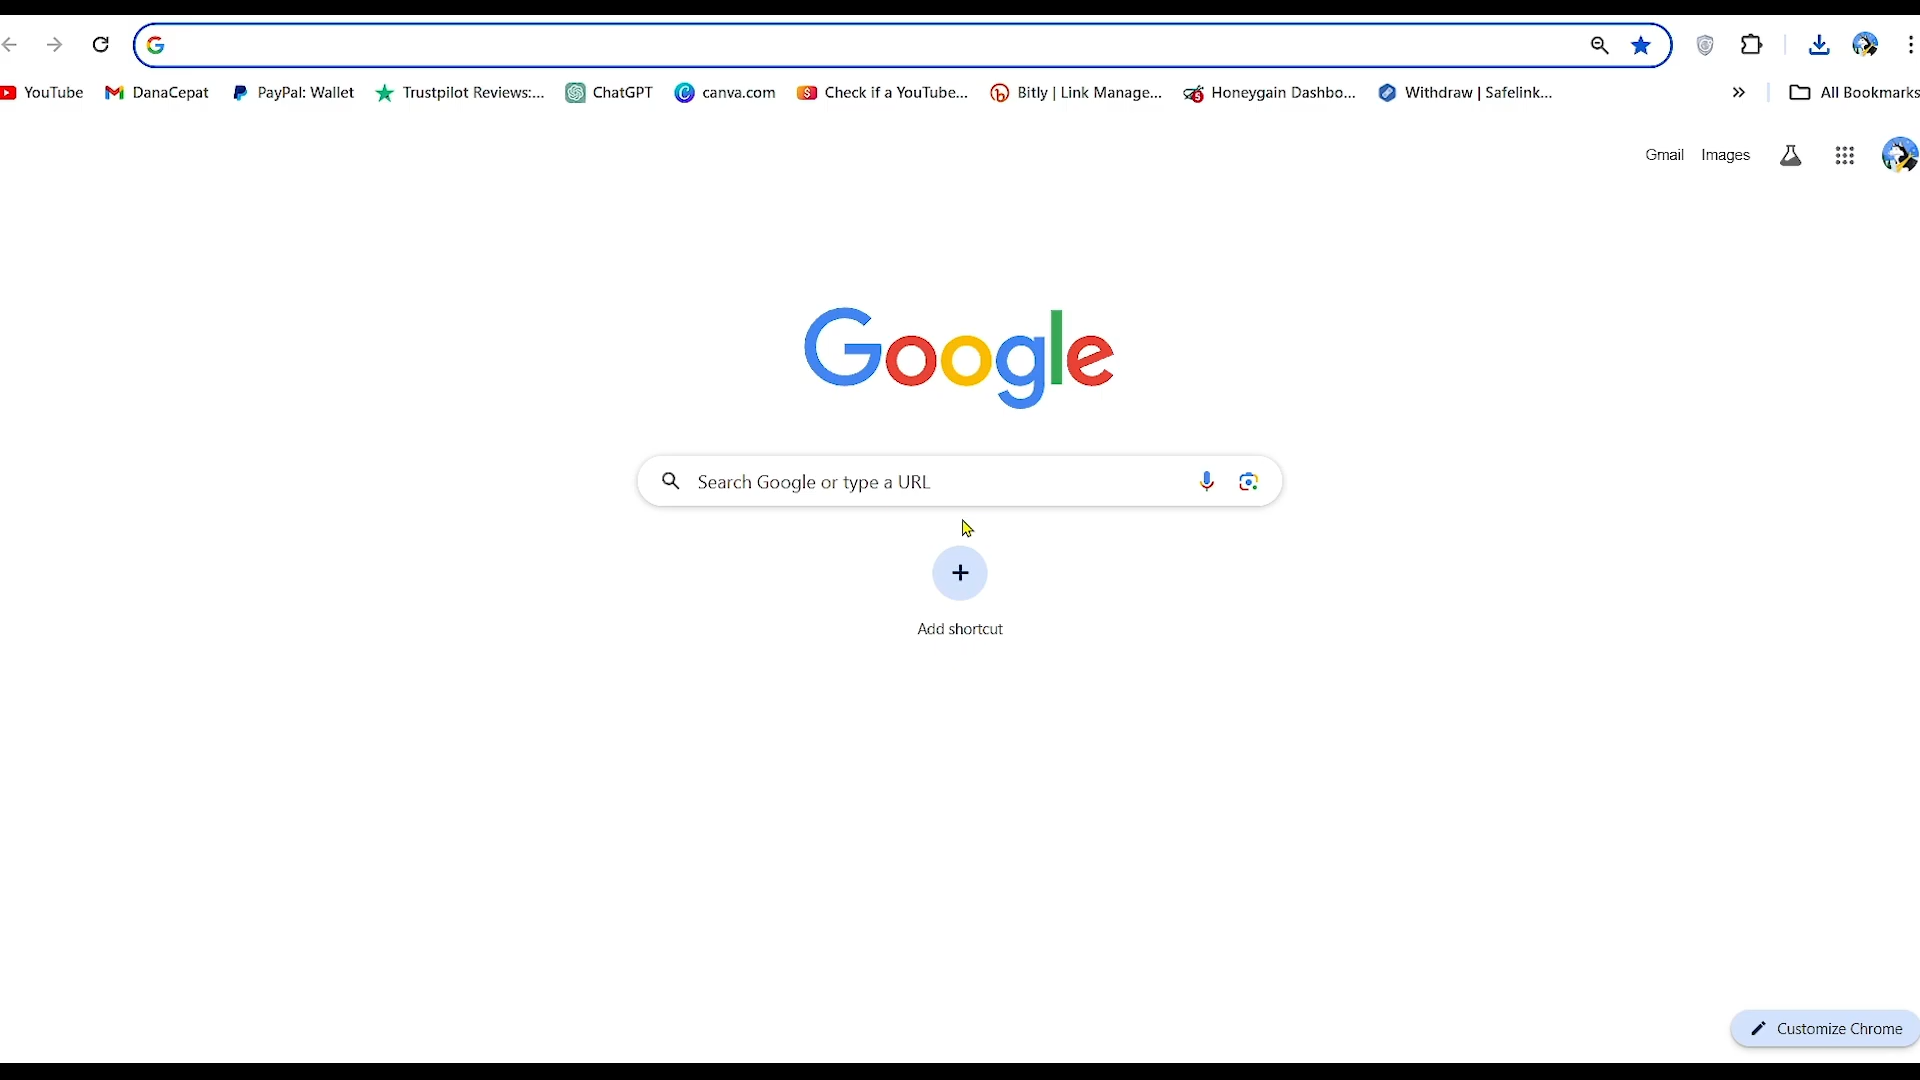 YouTube DanaCepat PayPal: Wallet Trustpilot Reviews:... ChatGPT canva.com Check if a YouTube... Bitly | Link Manage... Honeygain Dashbo... Withdraw | Safelink... » All Bookmarks
Gmail Images
Google
Search Google or type a URL
Add shortcut
Customize Chrome